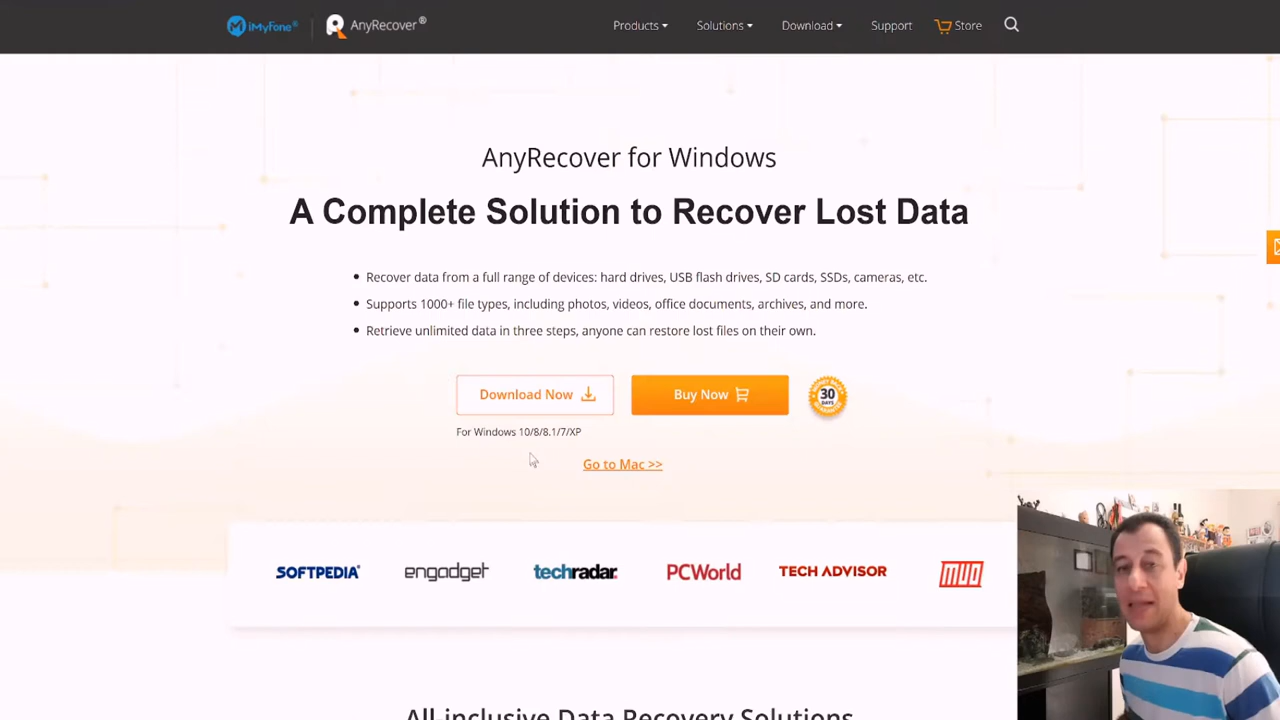 iMyFone® AnyRecover® Products Solutions Download Support Store
AnyRecover for Windows
A Complete Solution to Recover Lost Data
Recover data from a full range of devices: hard drives, USB flash drives, SD cards, SSDs, cameras, etc.
Supports 1000+ file types, including photos, videos, office documents, archives, and more.
Retrieve unlimited data in three steps, anyone can restore lost files on their own.
Download Now Buy Now 30 DAYS
For Windows 10/8/8.1/7/XP
Go to Mac >>
SOFTPEDIA® engadget techradar. PCWorld TECH ADVISOR MUO
All-inclusive Data Recovery Solutions